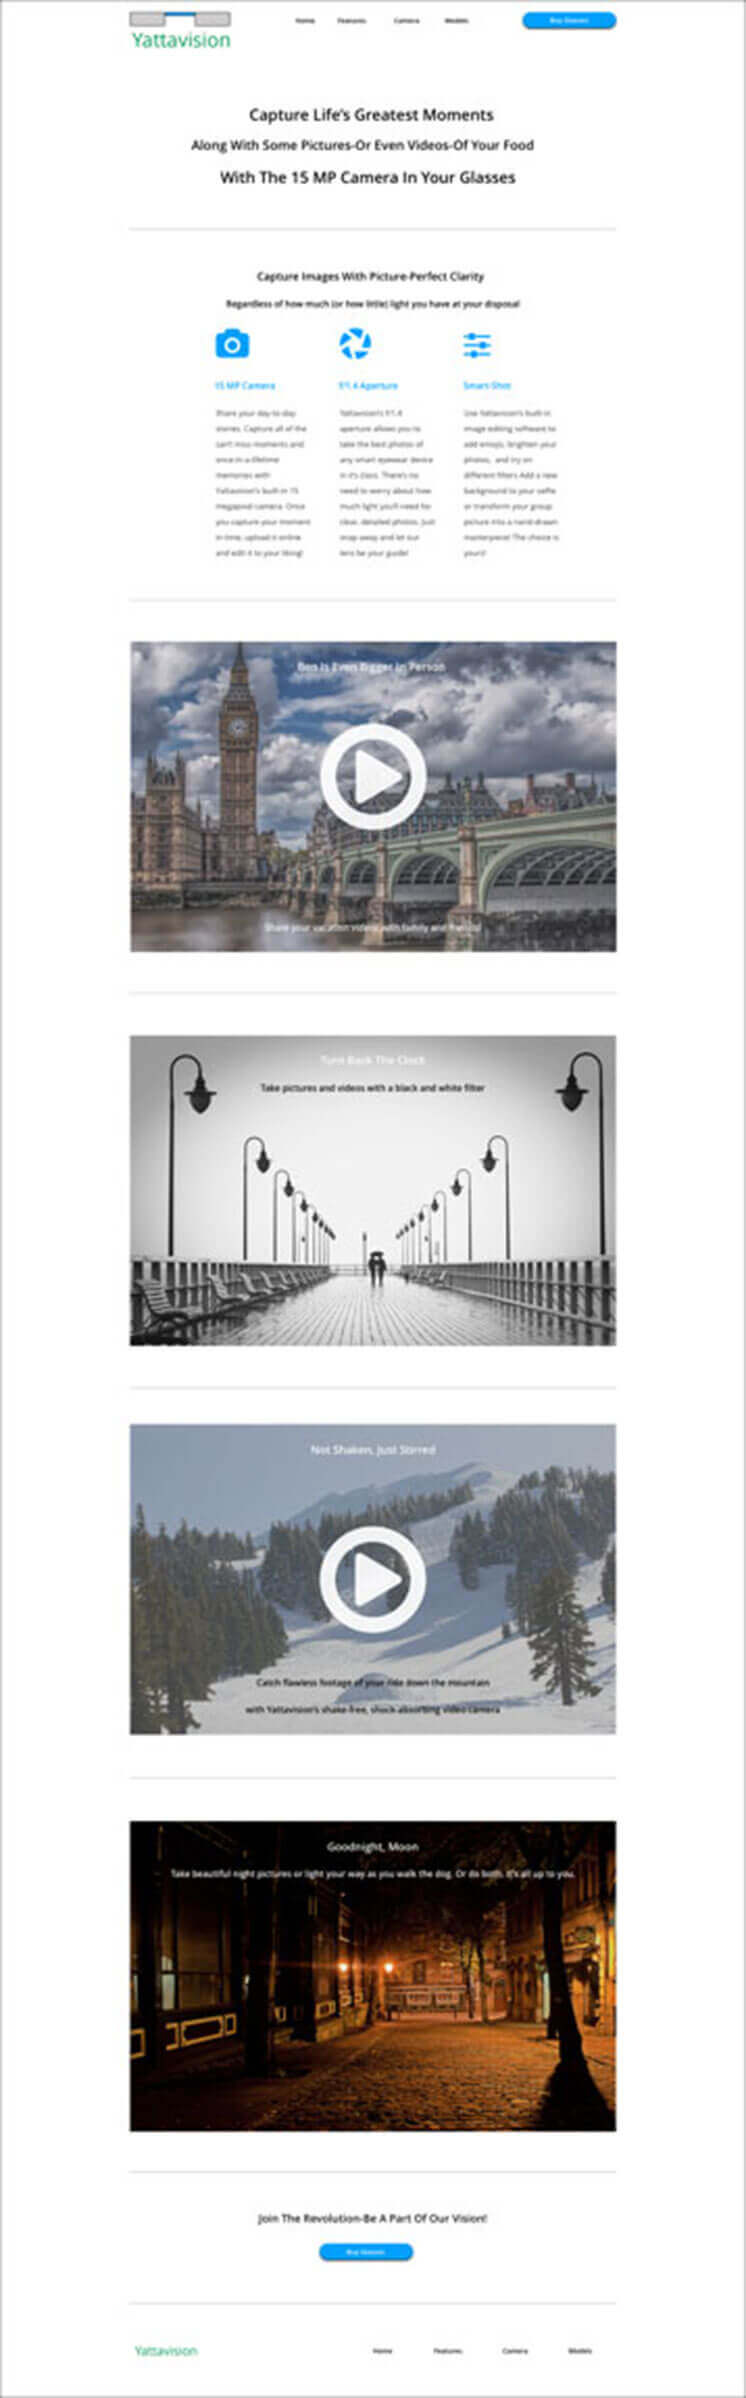 Yattavision
Home Features Camera Models Buy Glasses
Capture Life's Greatest Moments
Along With Some Pictures-Or Even Videos-Of Your Food
With The 15 MP Camera In Your Glasses
Capture Images With Picture-Perfect Clarity
Regardless of how much (or how little) light you have at your disposal
15 MP Camera
Share your day-to-day
stories. Capture all of the
can't miss moments and
once-in-a-lifetime
memories with
Yattavision's built-in 15
megapixel camera. Once
you capture your moment
in time, upload it online
and edit it to your liking!
f/1.4 Aperture
Yattavision's f/1.4
aperture allows you to
take the best photos of
any smart eyewear device
in it's class. There's no
need to worry about how
much light you'll need for
clear, detailed photos. Just
snap away and let our
lens be your guide!
Smart-Shot
Use Yattavision's built-in
image editing software to
add emojis, brighten your
photos, and try on
different filters Add a new
background to your selfie
or transform your group
picture into a hand-drawn
masterpiece! The choice is
yours!
Ben Is Even Bigger In Person
Share your vacation videos with family and friends!
Turn Back The Clock
Take pictures and videos with a black and white filter
Not Shaken, Just Stirred
Catch flawless footage of your ride down the mountain
with Yattavision's shake-free, shock-absorbing video camera
Goodnight, Moon
Take beautiful night pictures or light your way as you walk the dog. Or do both. It's all up to you.
Join The Revolution-Be A Part Of Our Vision!
Buy Glasses
Yattavision Home Features Camera Models